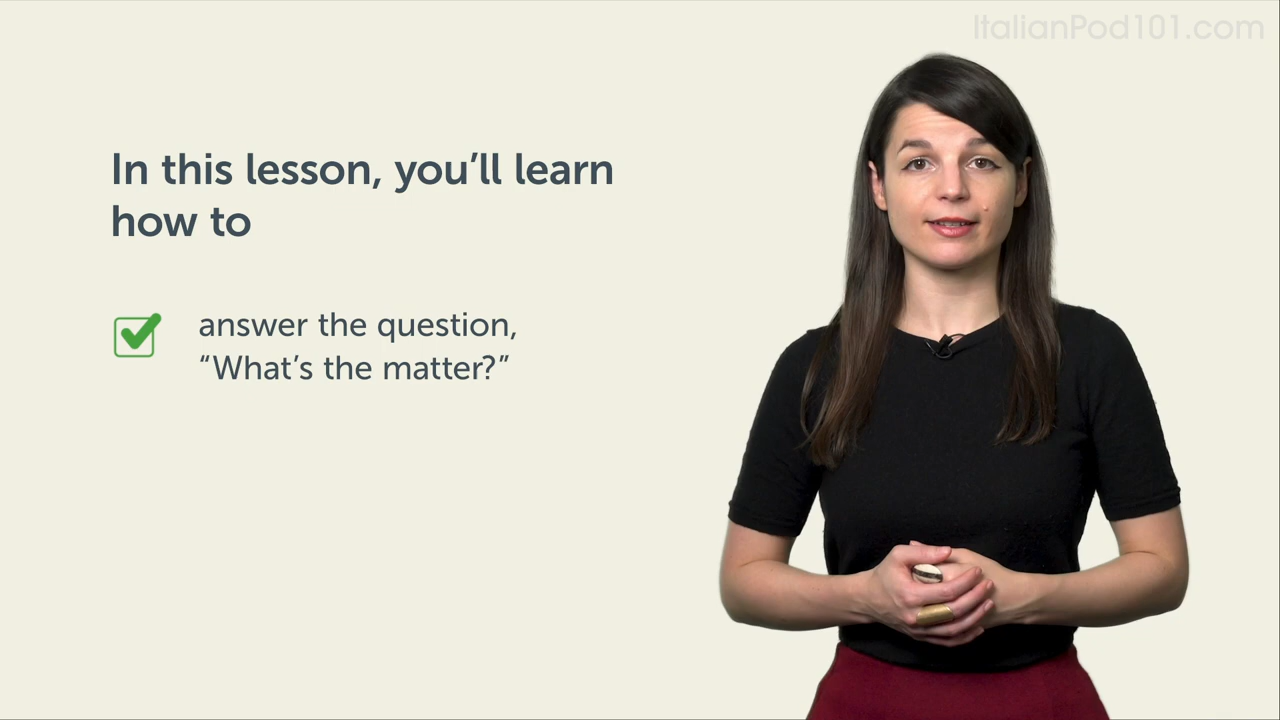 ItalianPod101.com
In this lesson, you’ll learn
how to
answer the question,
“What’s the matter?”